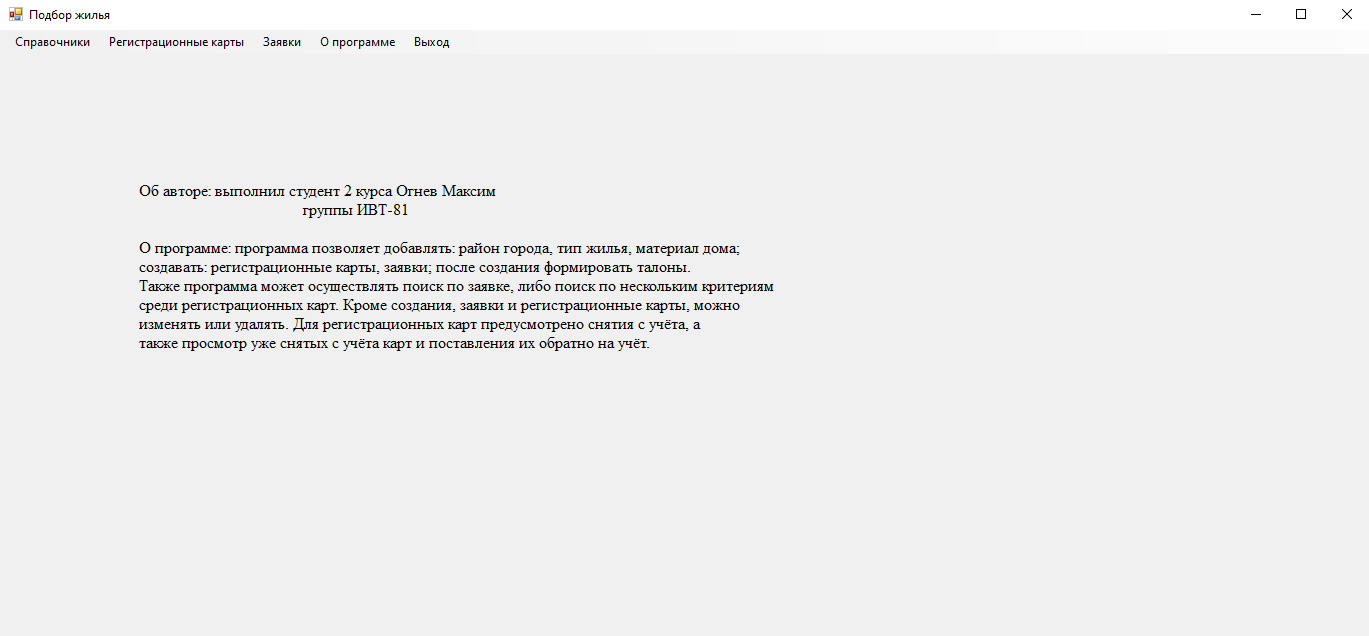 Подбор жилья
Справочники Регистрационные карты Заявки О программе Выход
Об авторе: выполнил студент 2 курса Огнев Максим
группы ИВТ-81
О программе: программа позволяет добавлять: район города, тип жилья, материал дома;
создавать: регистрационные карты, заявки; после создания формировать талоны.
Также программа может осуществлять поиск по заявке, либо поиск по нескольким критериям
среди регистрационных карт. Кроме создания, заявки и регистрационные карты, можно
изменять или удалять. Для регистрационных карт предусмотрено снятия с учёта, а
также просмотр уже снятых с учёта карт и поставления их обратно на учёт.